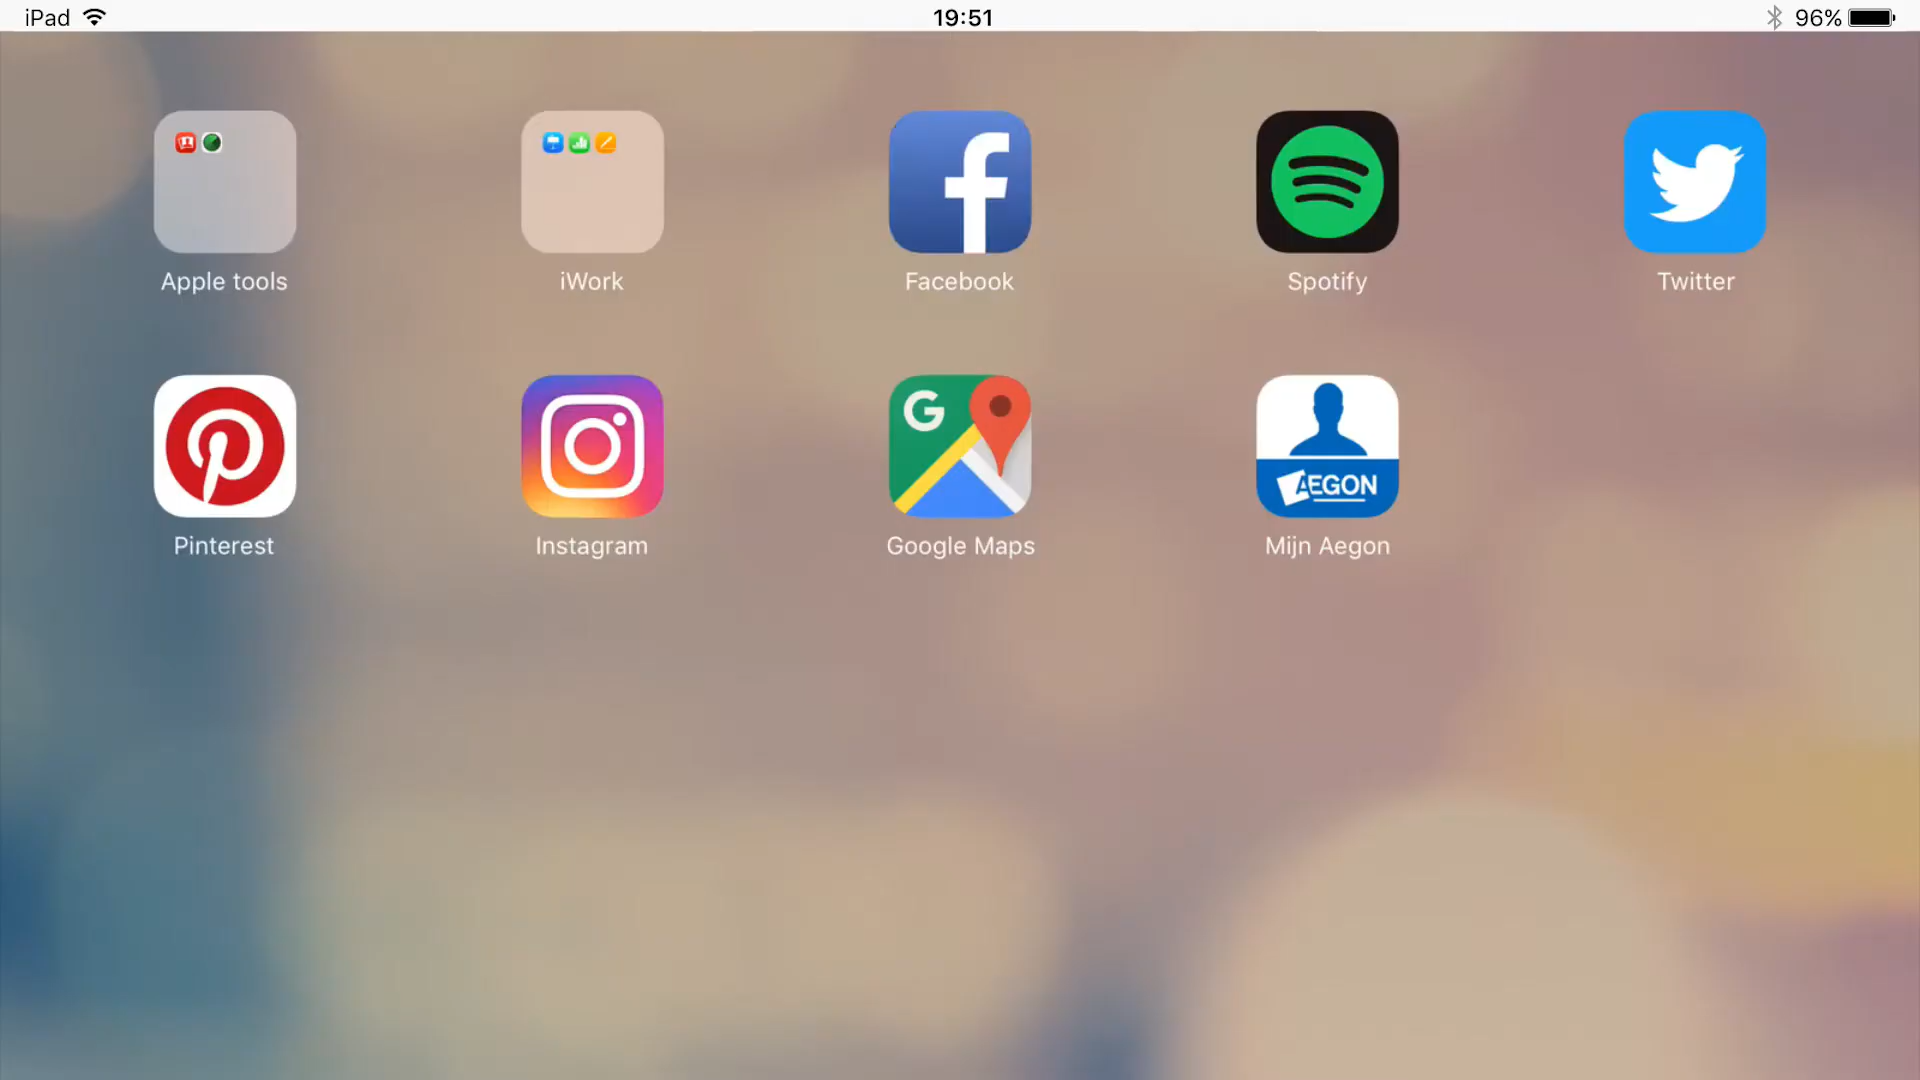 iPad 19:51 96%
Apple tools iWork Facebook Spotify Twitter
G AEGON
Pinterest Instagram Google Maps Mijn Aegon